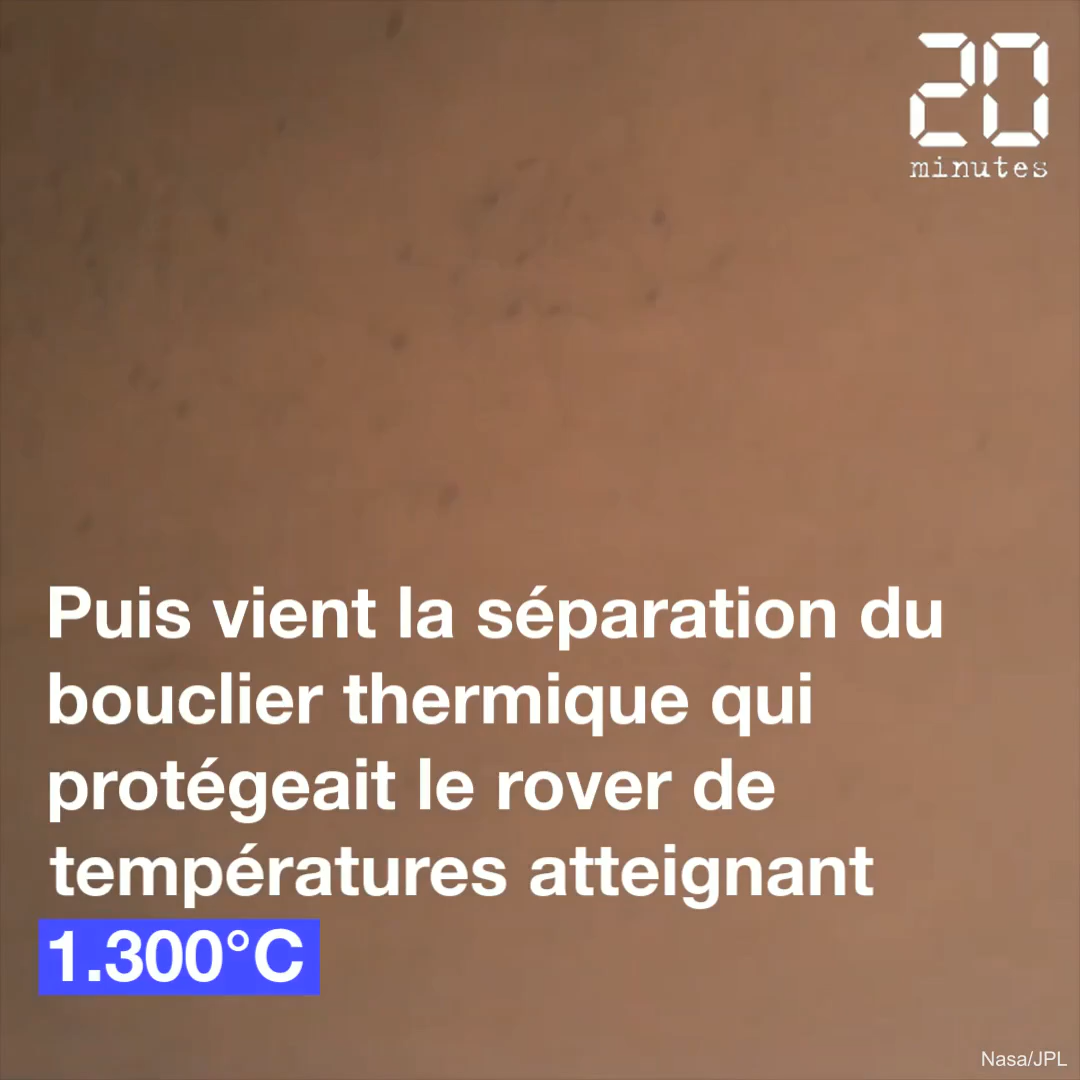 20
minutes
Puis vient la séparation du
bouclier thermique qui
protégeait le rover de
températures atteignant
1.300°C
Nasa/JPL